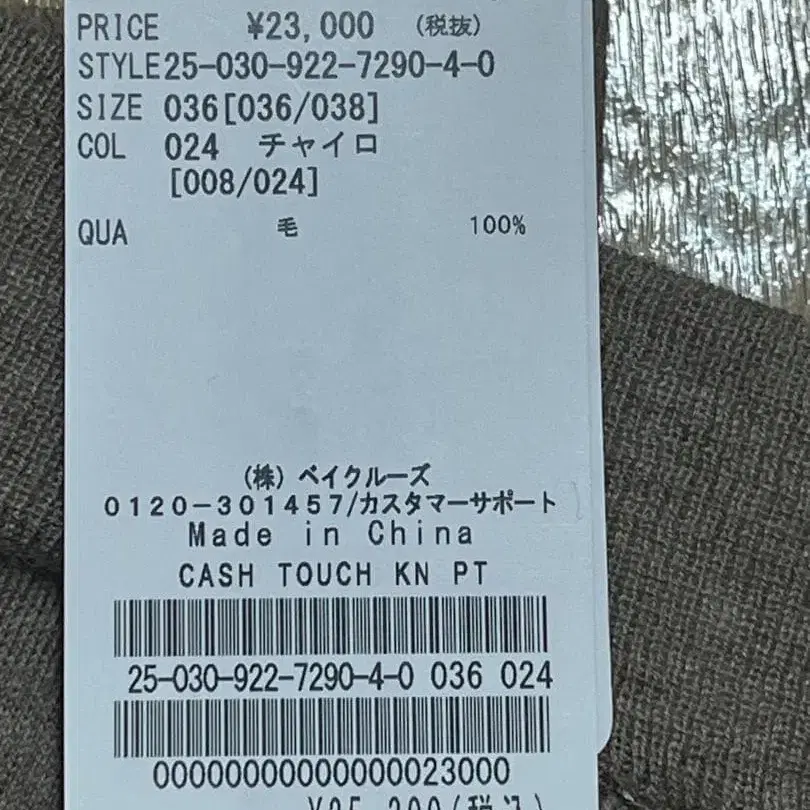 PRICE ¥23,000 (税抜)
STYLE 25-030-922-7290-4-0
SIZE 036[036/038]
COL 024 チャイロ
[008/024]
QUA 毛 100%
(株) ベイクルーズ
0120-301457/カスタマーサポート
Made in China
CASH TOUCH KN PT
25-030-922-7290-4-0 036 024
00000000000000023000